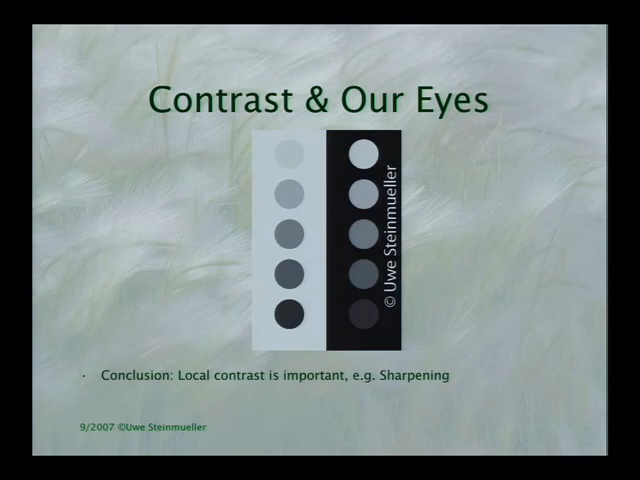 Contrast & Our Eyes
© Uwe Steinmueller
· Conclusion: Local contrast is important, e.g. Sharpening
9/2007 ©Uwe Steinmueller